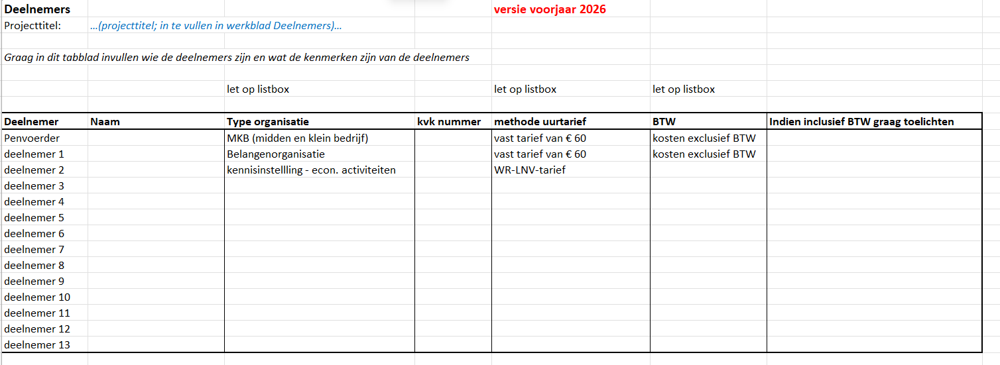 Deelnemers versie voorjaar 2026
Projecttitel: …(projecttitel; in te vullen in werkblad Deelnemers)…
Graag in dit tabblad invullen wie de deelnemers zijn en wat de kenmerken zijn van de deelnemers
let op listbox let op listbox let op listbox
Deelnemer Naam Type organisatie kvk nummer methode uurtarief BTW Indien inclusief BTW graag toelichten
Penvoerder MKB (midden en klein bedrijf) vast tarief van € 60 kosten exclusief BTW
deelnemer 1 Belangenorganisatie vast tarief van € 60 kosten exclusief BTW
deelnemer 2 kennisinstellling - econ. activiteiten WR-LNV-tarief
deelnemer 3
deelnemer 4
deelnemer 5
deelnemer 6
deelnemer 7
deelnemer 8
deelnemer 9
deelnemer 10
deelnemer 11
deelnemer 12
deelnemer 13